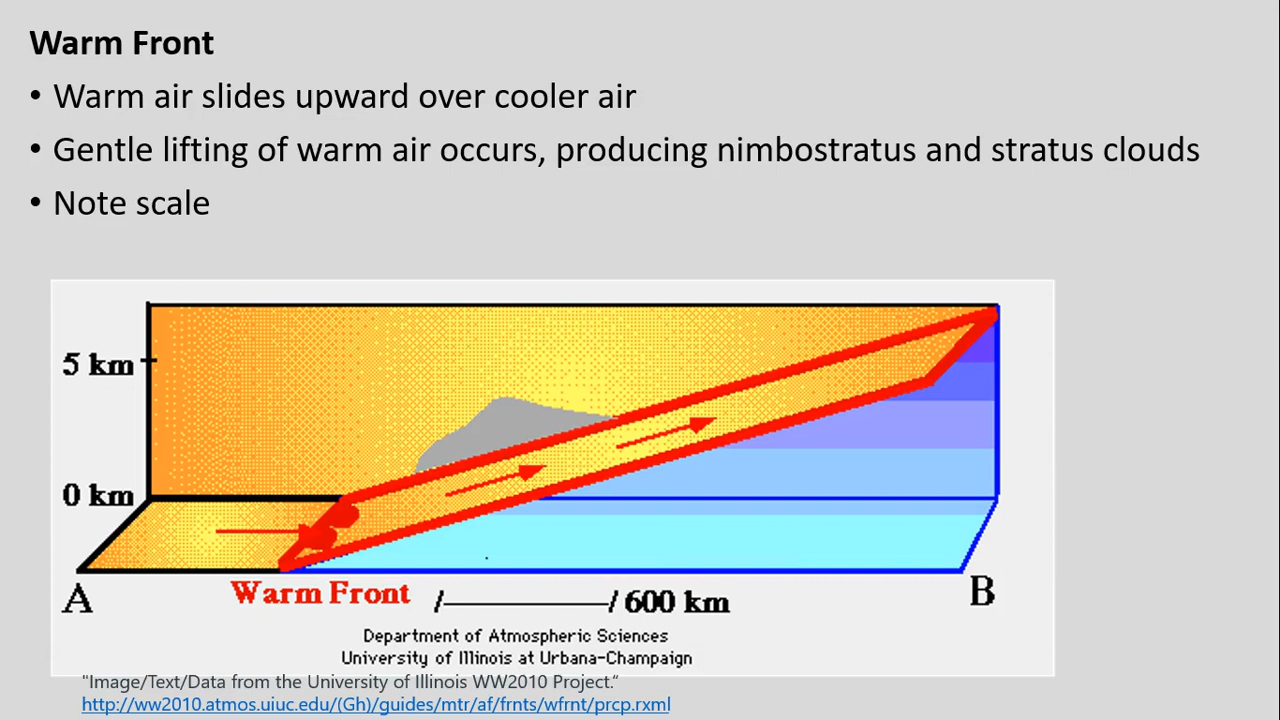 Warm Front
• Warm air slides upward over cooler air
• Gentle lifting of warm air occurs, producing nimbostratus and stratus clouds
• Note scale
5 km
0 km
A
B
Warm Front
600 km
Department of Atmospheric Sciences
University of Illinois at Urbana-Champaign
"Image/Text/Data from the University of Illinois WW2010 Project.“
http://ww2010.atmos.uiuc.edu/(Gh)/guides/mtr/af/frnts/wfrnt/prcp.rxml